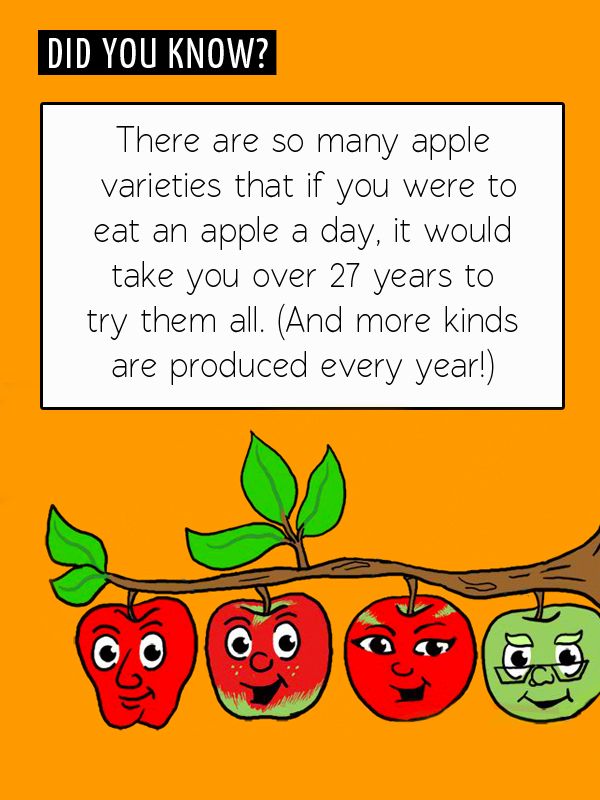 DID YOU KNOW?
There are so many apple
varieties that if you were to
eat an apple a day, it would
take you over 27 years to
try them all. (And more kinds
are produced every year!)